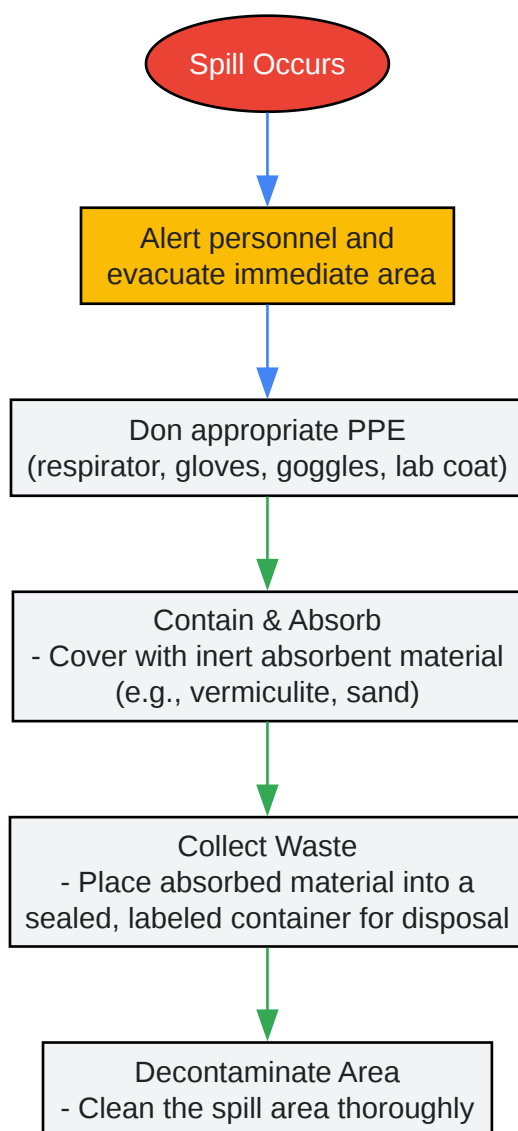 Spill Occurs
Alert personnel and
evacuate immediate area
Don appropriate PPE
(respirator, gloves, goggles, lab coat)
Contain & Absorb
- Cover with inert absorbent material
(e.g., vermiculite, sand)
Collect Waste
- Place absorbed material into a
sealed, labeled container for disposal
Decontaminate Area
- Clean the spill area thoroughly